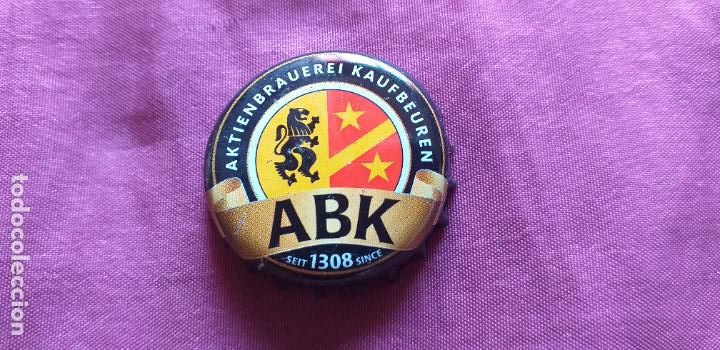 AKTIENBRAUEREI KAUFBEUREN
ABK
SEIT 1308 SINCE
todocoleccion